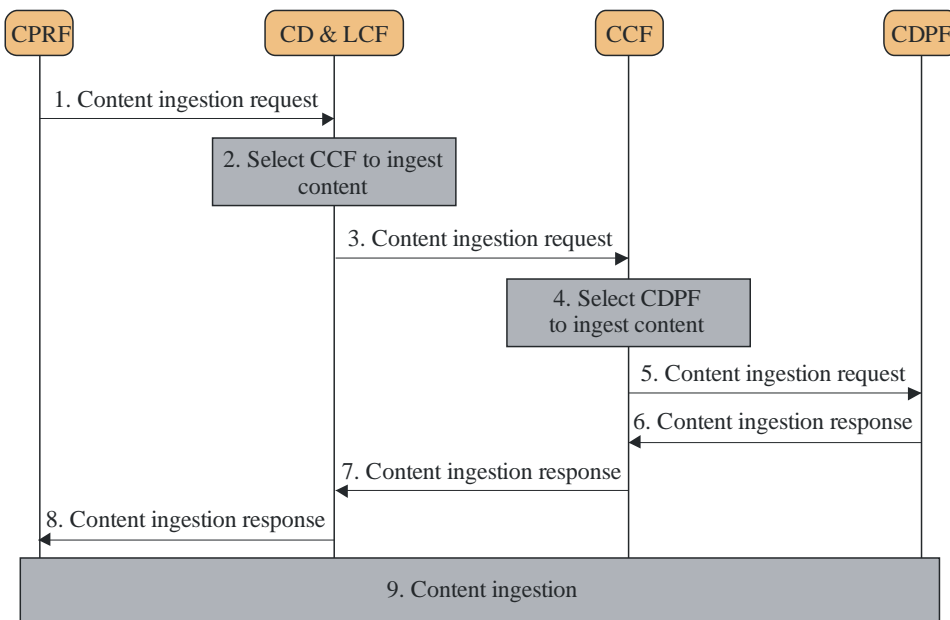 CPRF
CD & LCF
CCF
CDPF
1. Content ingestion request
2. Select CCF to ingest
content
3. Content ingestion request
4. Select CDPF
to ingest content
5. Content ingestion request
6. Content ingestion response
7. Content ingestion response
8. Content ingestion response
9. Content ingestion